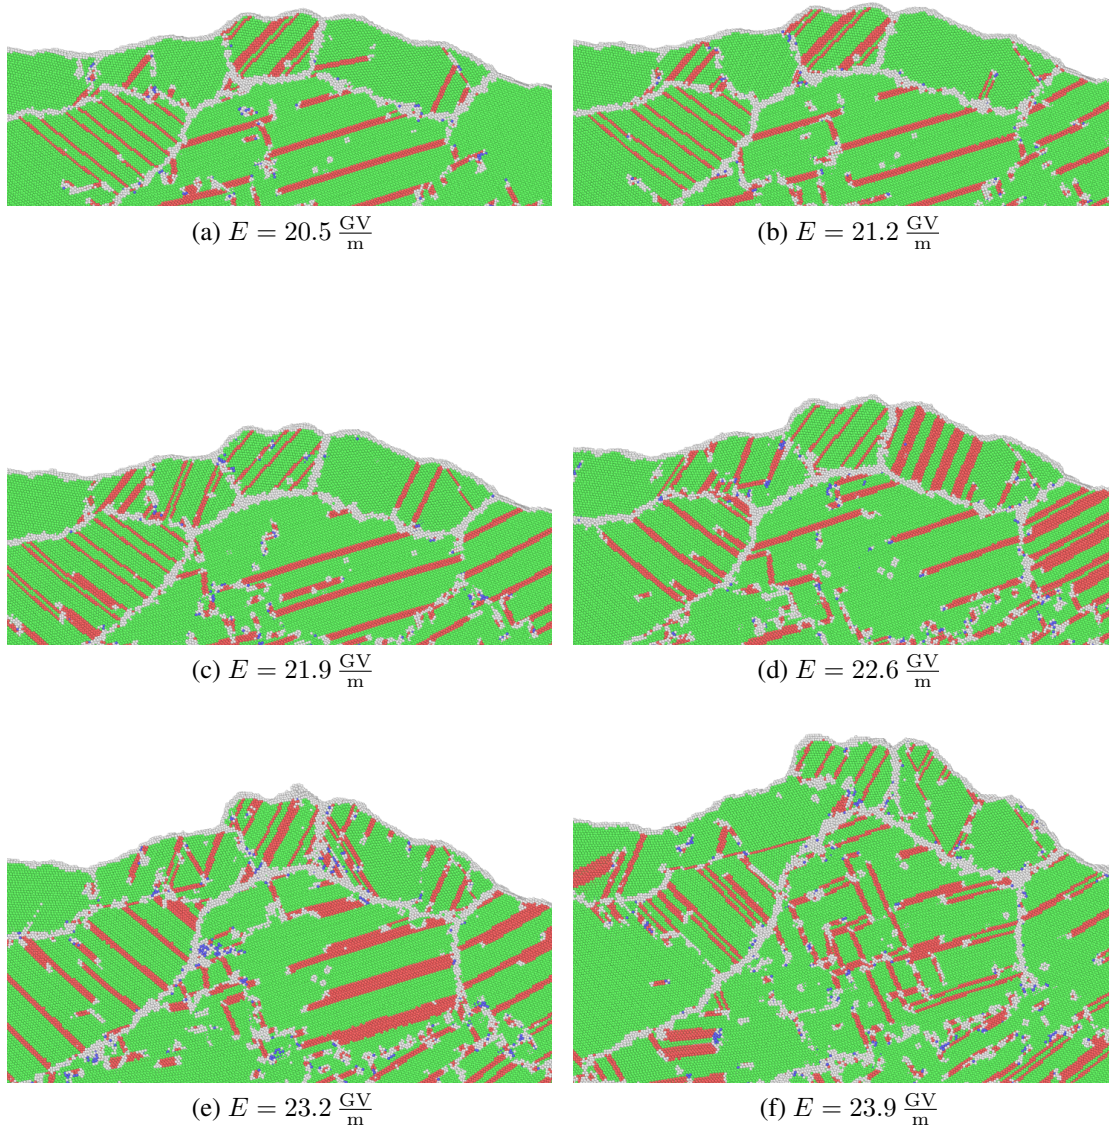 (a) E = 20.5 GV/m
(b) E = 21.2 GV/m
(c) E = 21.9 GV/m
(d) E = 22.6 GV/m
(e) E = 23.2 GV/m
(f) E = 23.9 GV/m